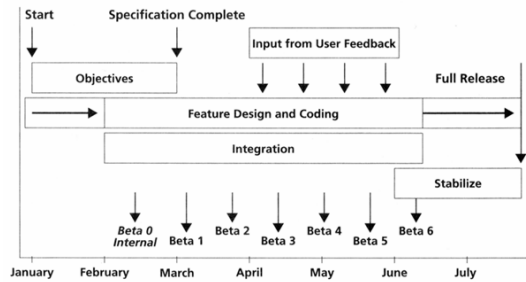 Start
Specification Complete
Input from User Feedback
Objectives
Full Release
Feature Design and Coding
Integration
Stabilize
Beta 0
Internal
Beta 1
Beta 2
Beta 3
Beta 4
Beta 5
Beta 6
January February March April May June July